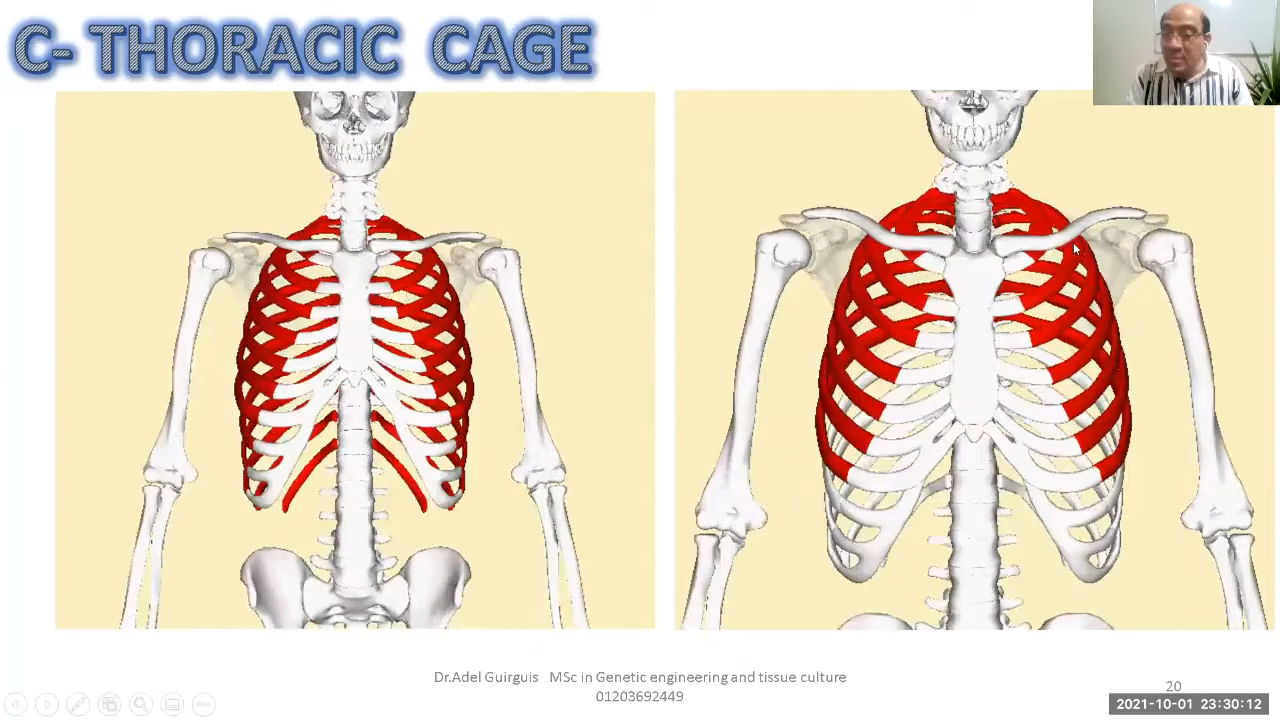 C- THORACIC CAGE
Dr.Adel Guirguis MSc in Genetic engineering and tissue culture
01203692449
20
2021-10-01 23:30:12